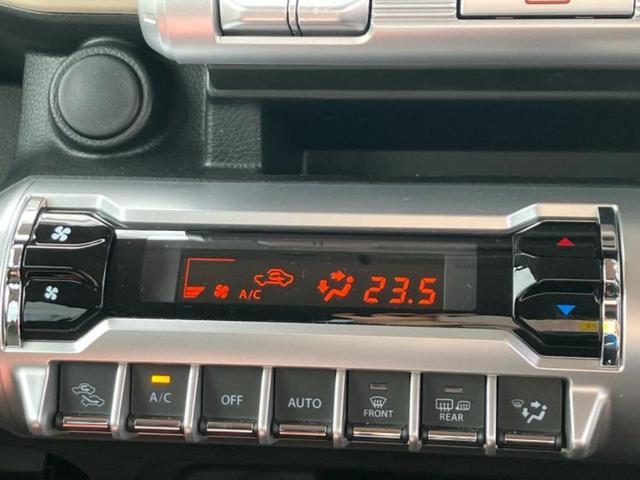 A/C 23.5
A/C OFF AUTO FRONT REAR